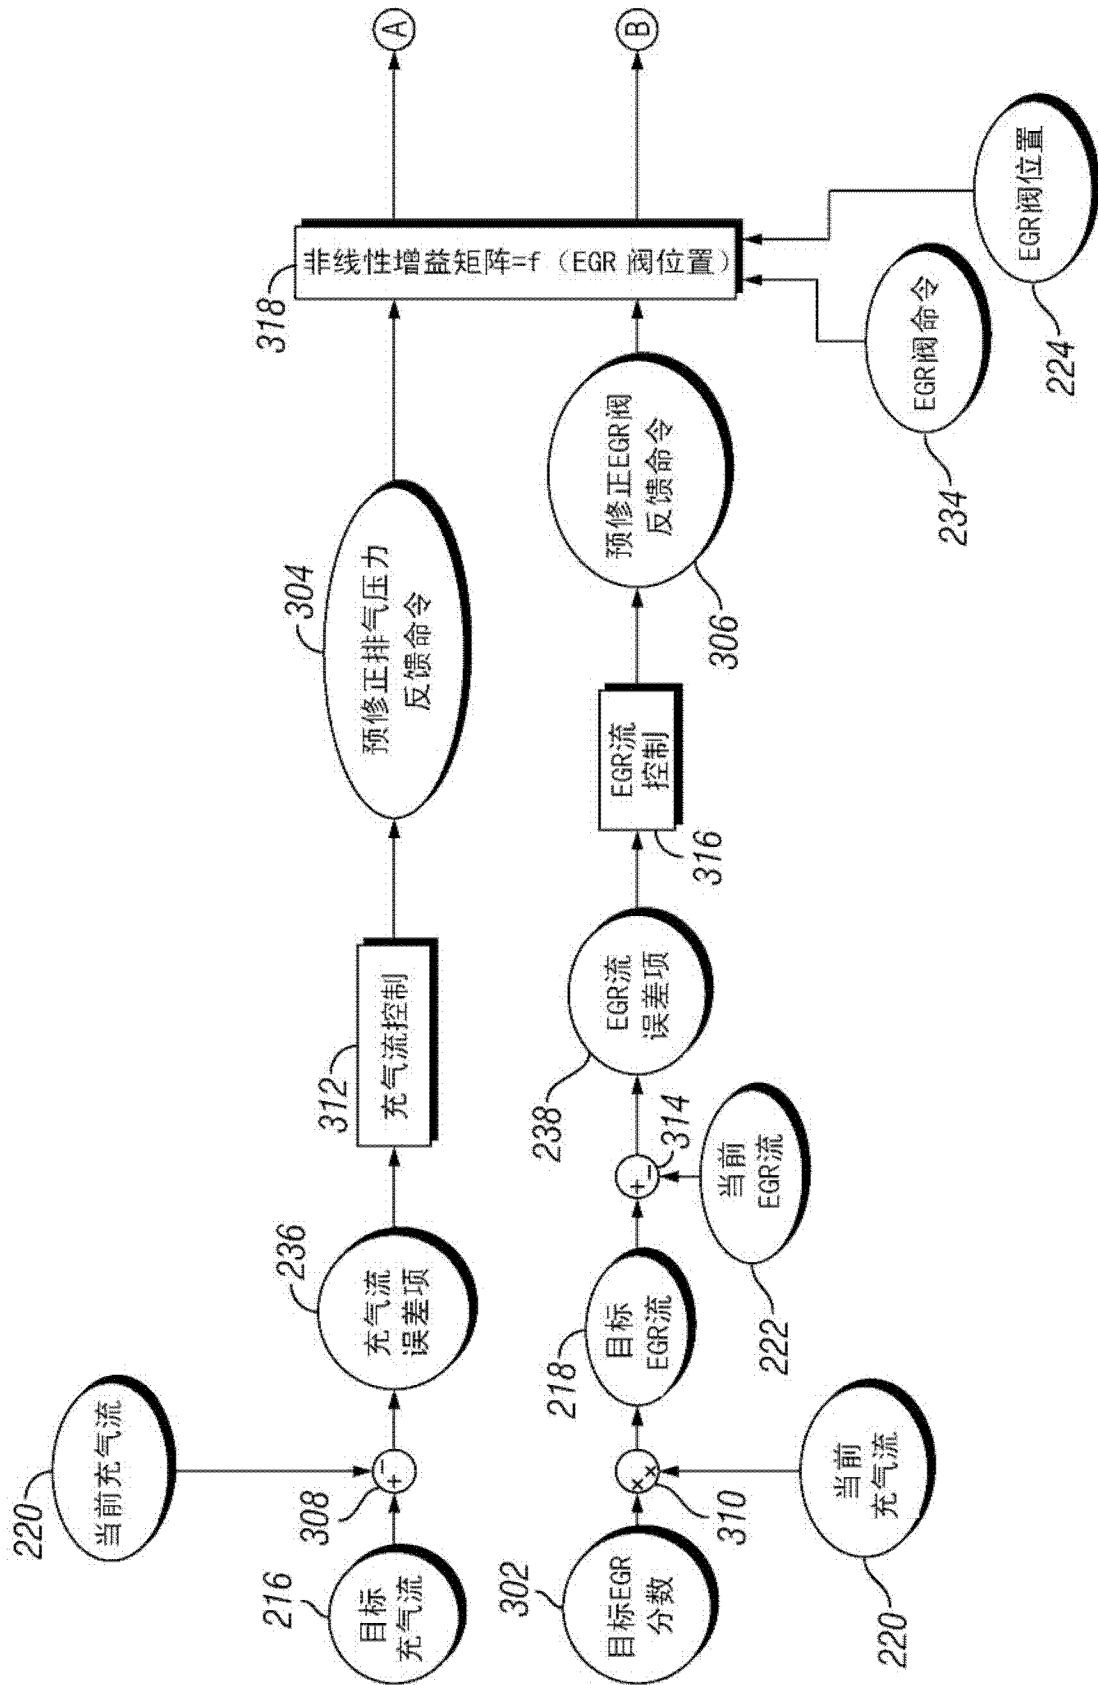 220
当前充气流
216
目标
充气流
308
+
−
236
充气流
误差项
312
充气流控制
304
预修正排气压力
反馈命令
318
非线性增益矩阵=f（EGR 阀位置）
A
B
302
目标EGR
分数
310
×
×
220
当前
充气流
218
目标
EGR流
+
−
314
222
当前
EGR流
238
EGR流
误差项
316
EGR流
控制
306
预修正EGR阀
反馈命令
234
EGR阀命令
224
EGR阀位置